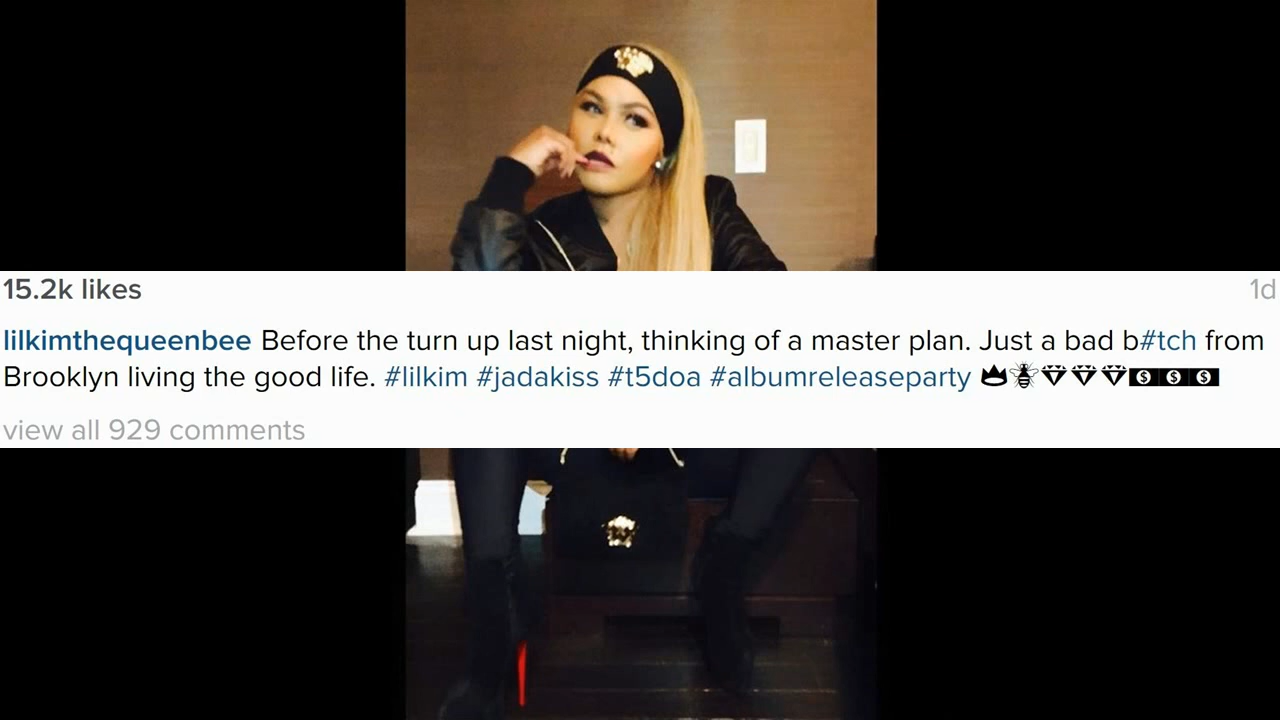 15.2k likes 1d
lilkimthequeenbee Before the turn up last night, thinking of a master plan. Just a bad b#tch from
Brooklyn living the good life. #lilkim #jadakiss #t5doa #albumreleaseparty 👑🐝💎💎💎💵💵💵
view all 929 comments